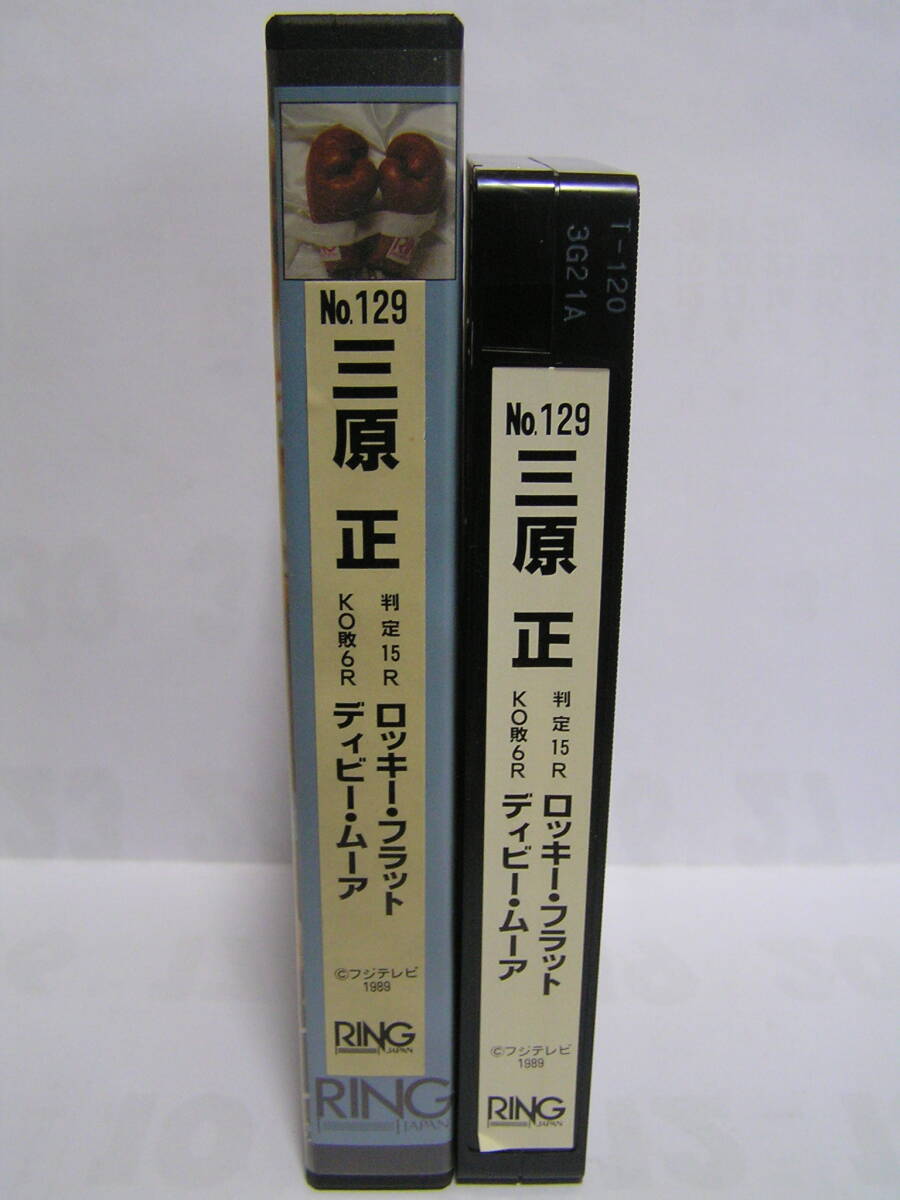 No.129
三原 正
判定15R ロッキー・フラット
KO敗6R ディビー・ムーア
©フジテレビ
1989
RING
JAPAN
RING
JAPAN
T-120
3G21A
No.129
三原 正
判定15R ロッキー・フラット
KO敗6R ディビー・ムーア
©フジテレビ
1989
RING
JAPAN